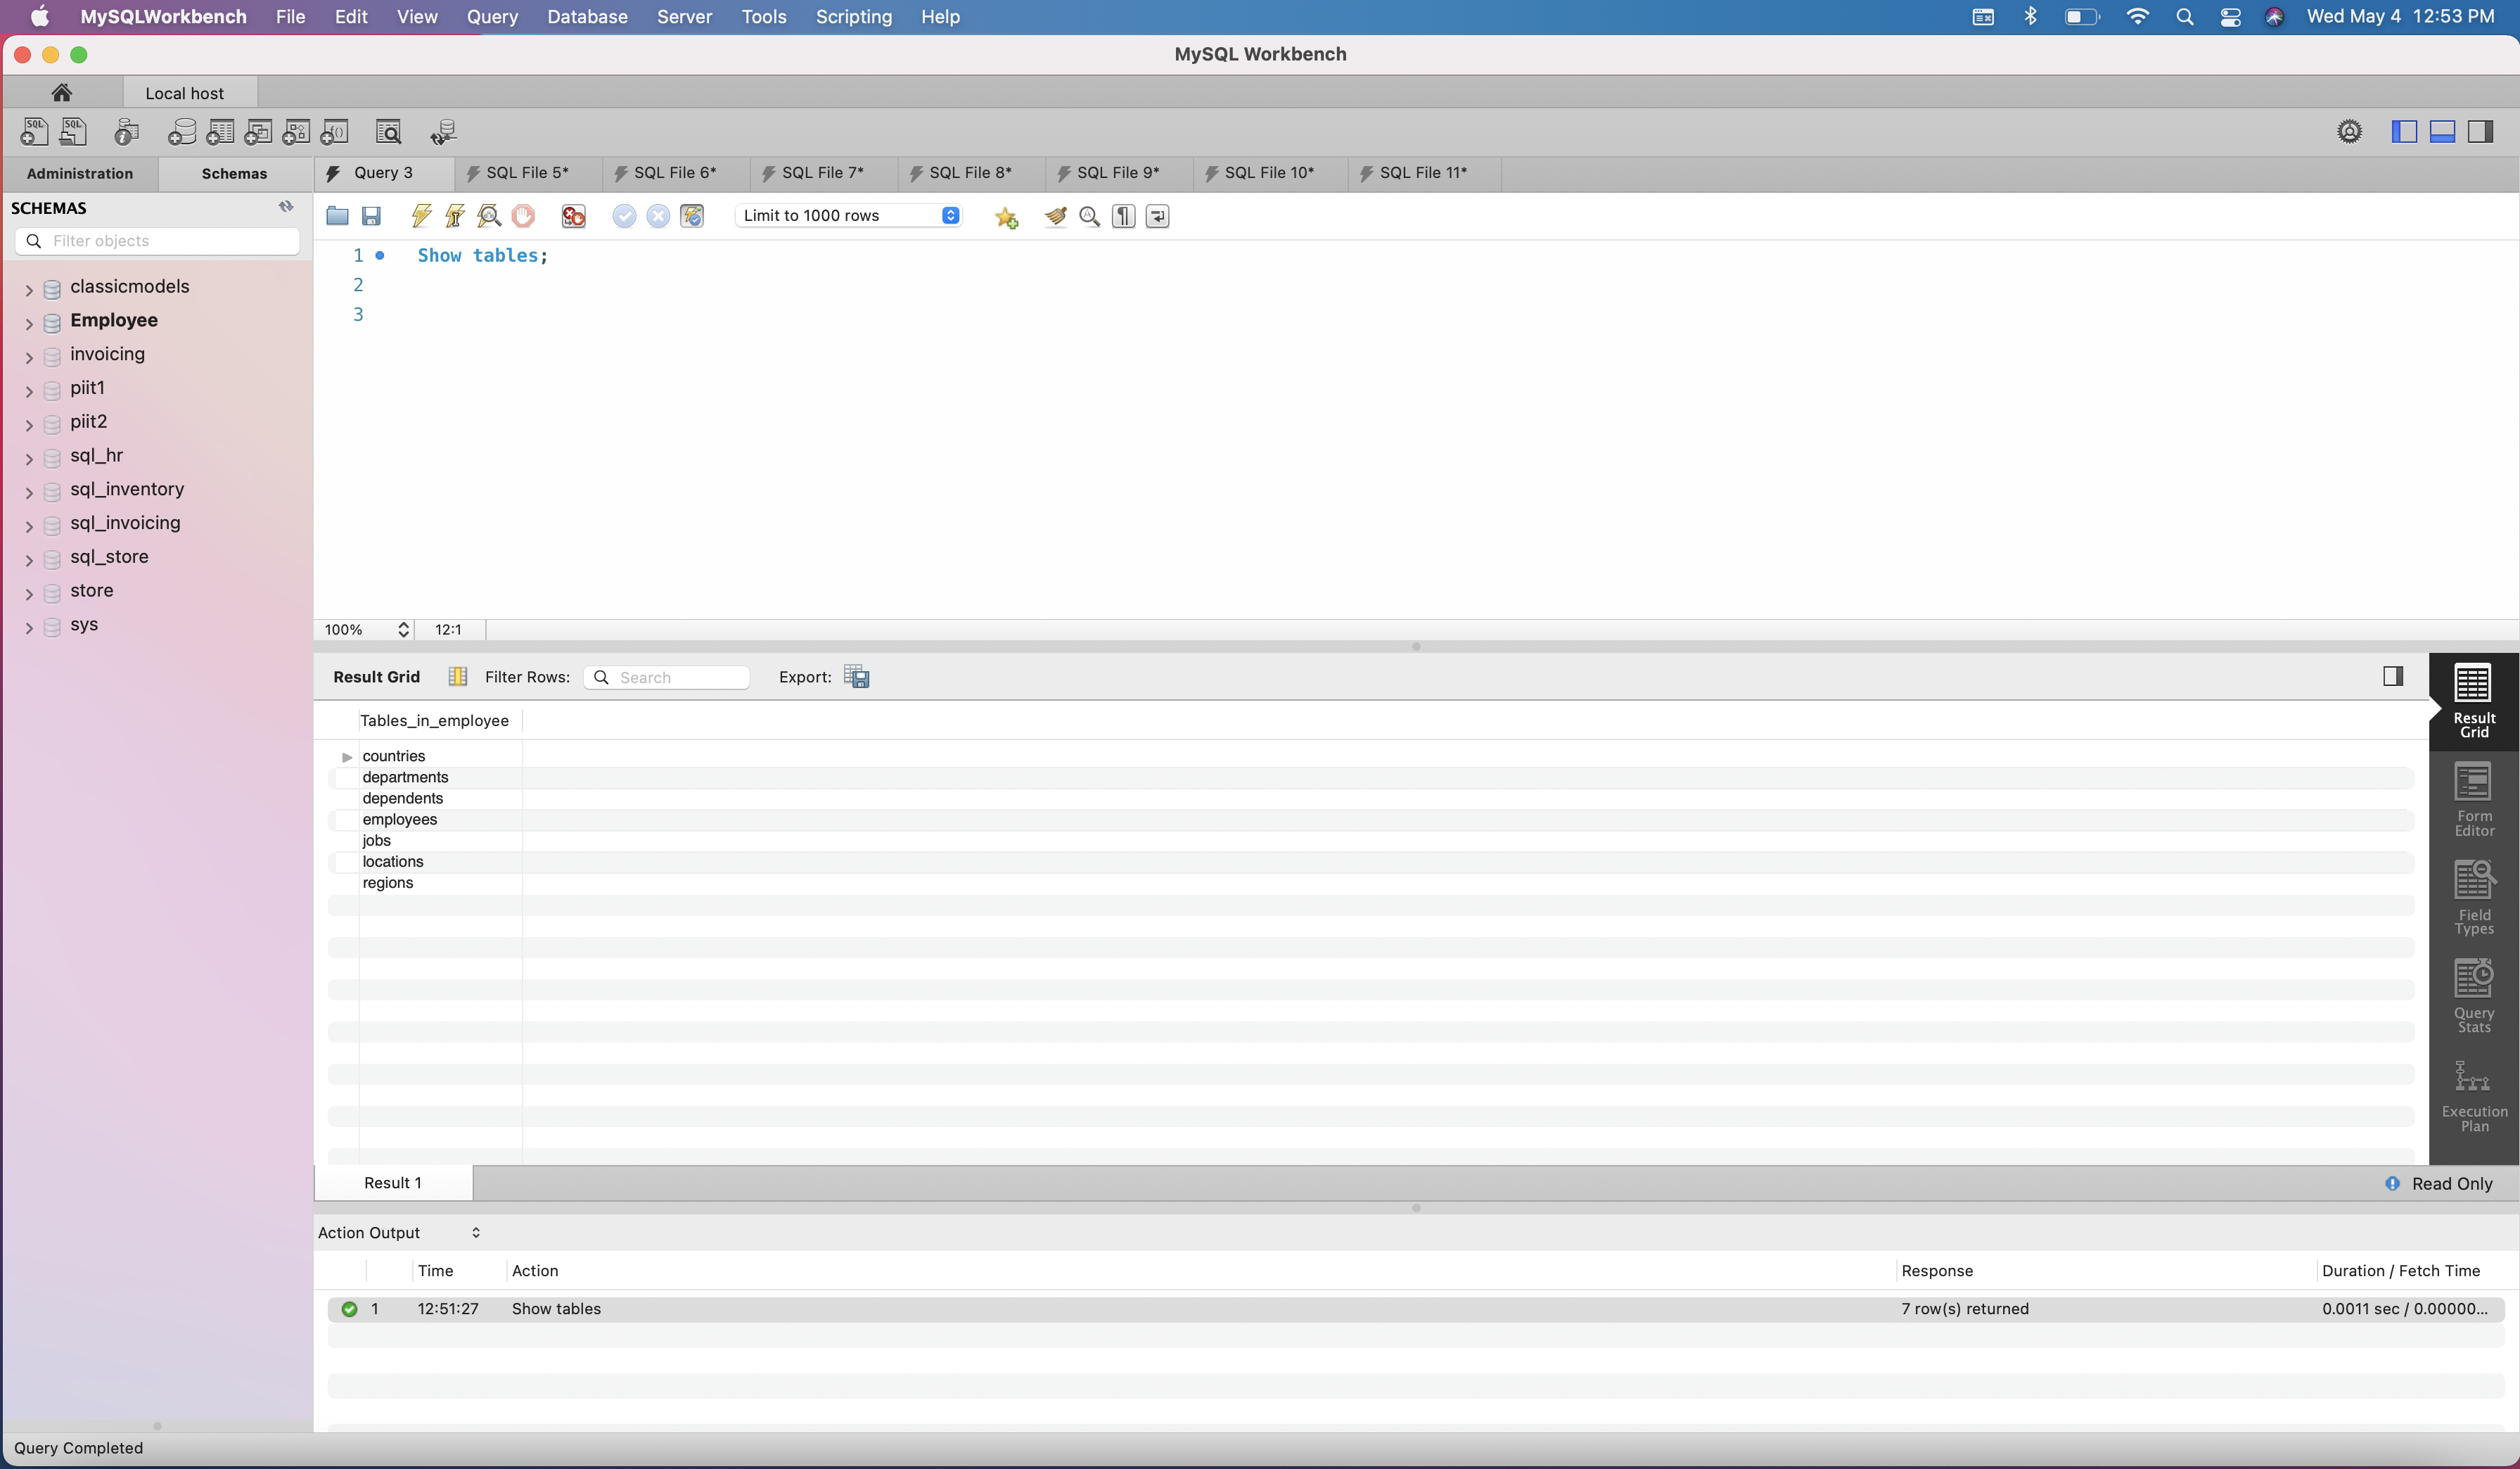 MySQLWorkbench File Edit View Query Database Server Tools Scripting Help Wed May 4 12:53 PM
MySQL Workbench
Local host
Administration Schemas Query 3 SQL File 5* SQL File 6* SQL File 7* SQL File 8* SQL File 9* SQL File 10* SQL File 11*
SCHEMAS
Limit to 1000 rows
Filter objects
1 Show tables;
2
3
classicmodels
Employee
invoicing
piit1
piit2
sql_hr
sql_inventory
sql_invoicing
sql_store
store
sys
100% 12:1
Result Grid Filter Rows: Search Export:
Tables_in_employee
countries
departments
dependents
employees
jobs
locations
regions
Result
Grid
Form
Editor
Field
Types
Query
Stats
Execution
Plan
Result 1 Read Only
Action Output
Time Action Response Duration / Fetch Time
1 12:51:27 Show tables 7 row(s) returned 0.0011 sec / 0.00000...
Query Completed